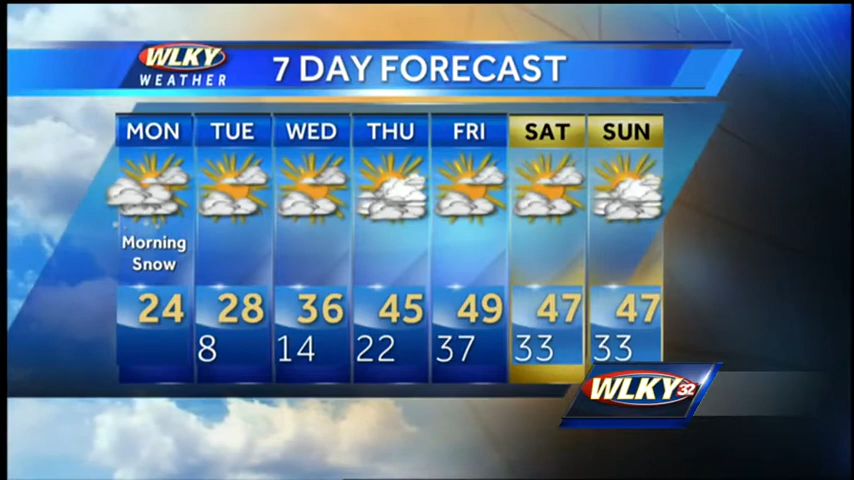 WLKY
WEATHER
7 DAY FORECAST
MON TUE WED THU FRI SAT SUN
Morning
Snow
24 28 36 45 49 47 47
8 14 22 37 33 33
WLKY 32